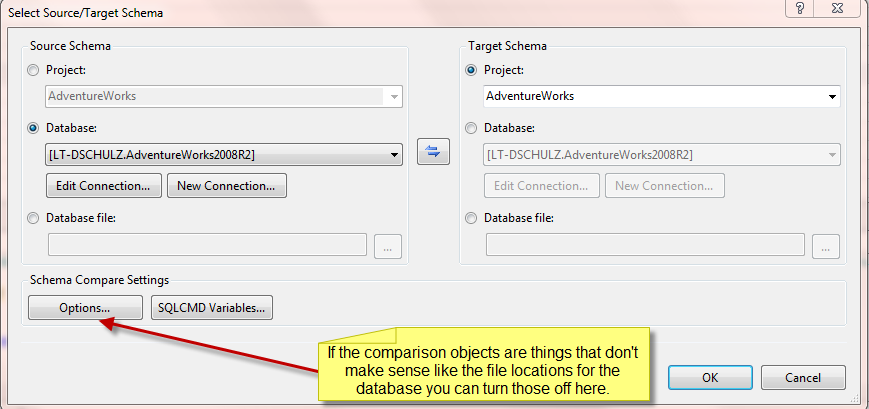 Select Source/Target Schema
Source Schema
Project:
AdventureWorks
Database:
[LT-DSCHULZ.AdventureWorks2008R2]
Edit Connection...
New Connection...
Database file:
...
Target Schema
Project:
AdventureWorks
Database:
[LT-DSCHULZ.AdventureWorks2008R2]
Edit Connection...
New Connection...
Database file:
...
Schema Compare Settings
Options...
SQLCMD Variables...
If the comparison objects are things that don't
make sense like the file locations for the
database you can turn those off here.
OK
Cancel